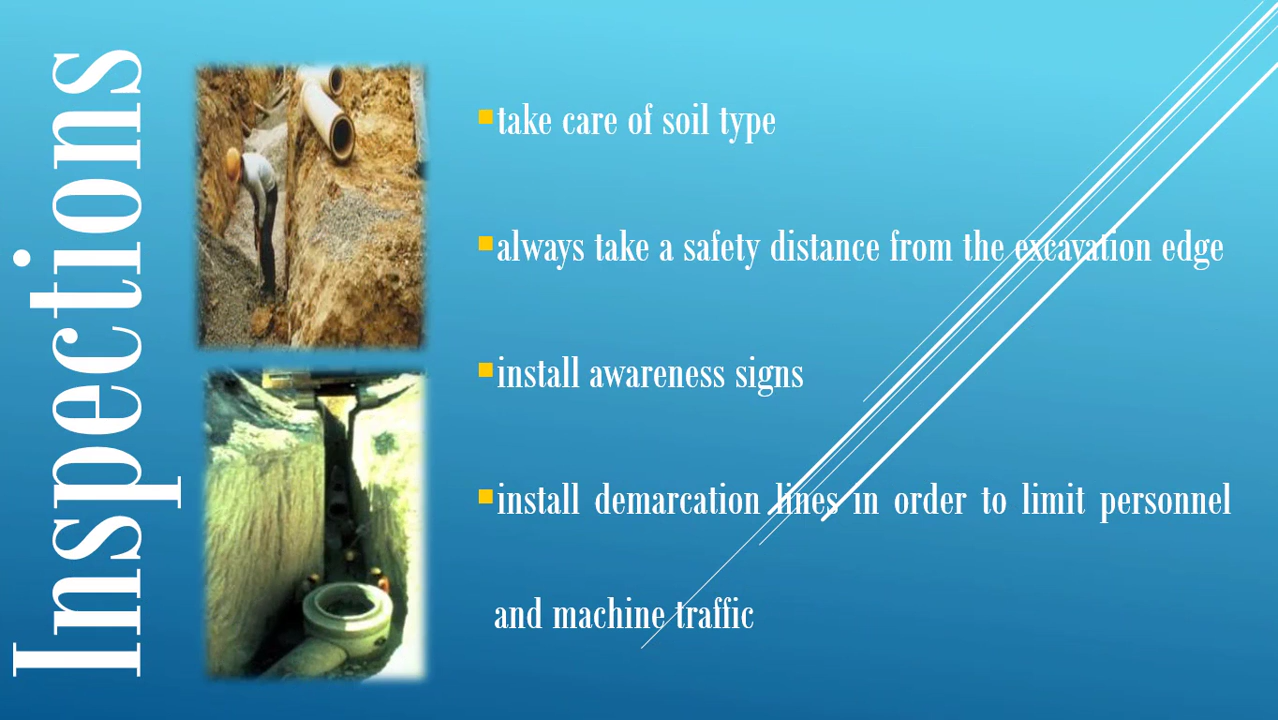 Inspections
take care of soil type
always take a safety distance from the excavation edge
install awareness signs
install demarcation lines in order to limit personnel
and machine traffic